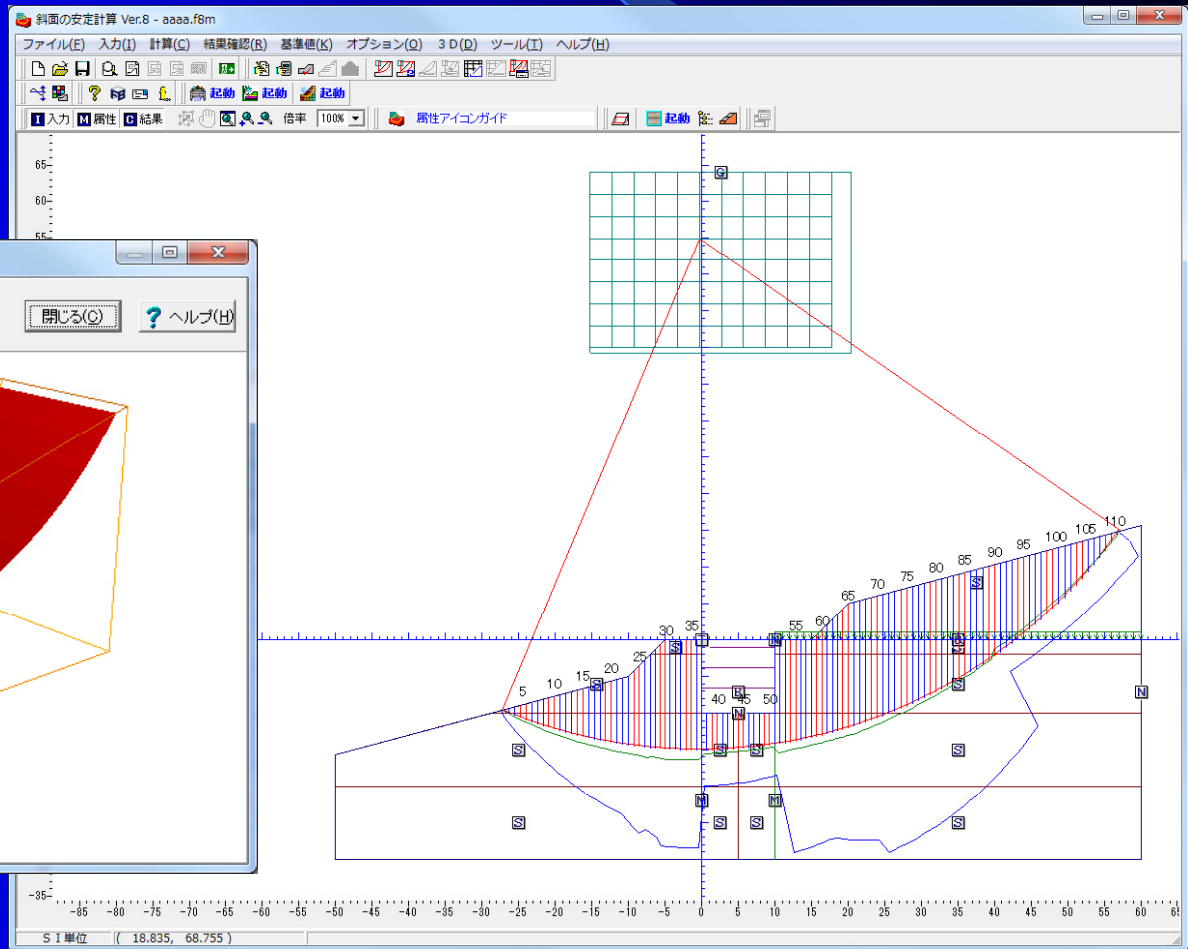 斜面の安定計算 Ver.8 - aaaa.f8m
ファイル(F) 入力(I) 計算(C) 結果確認(R) 基準値(K) オプション(O) 3D(D) ツール(T) ヘルプ(H)
起動 起動 起動
I 入力 M 属性 C 結果 倍率 100% 属性アイコンガイド 起動
65
60
55
G
閉じる(C) ? ヘルプ(H)
5 10 15 20 25 30 35 40 45 50 55 60 65 70 75 80 85 90 95 100 105 110
S S S S S S S S S S S
N N N
R
M M
-35
-85 -80 -75 -70 -65 -60 -55 -50 -45 -40 -35 -30 -25 -20 -15 -10 -5 0 5 10 15 20 25 30 35 40 45 50 55 60 65
SI単位 ( 18.835, 68.755 )